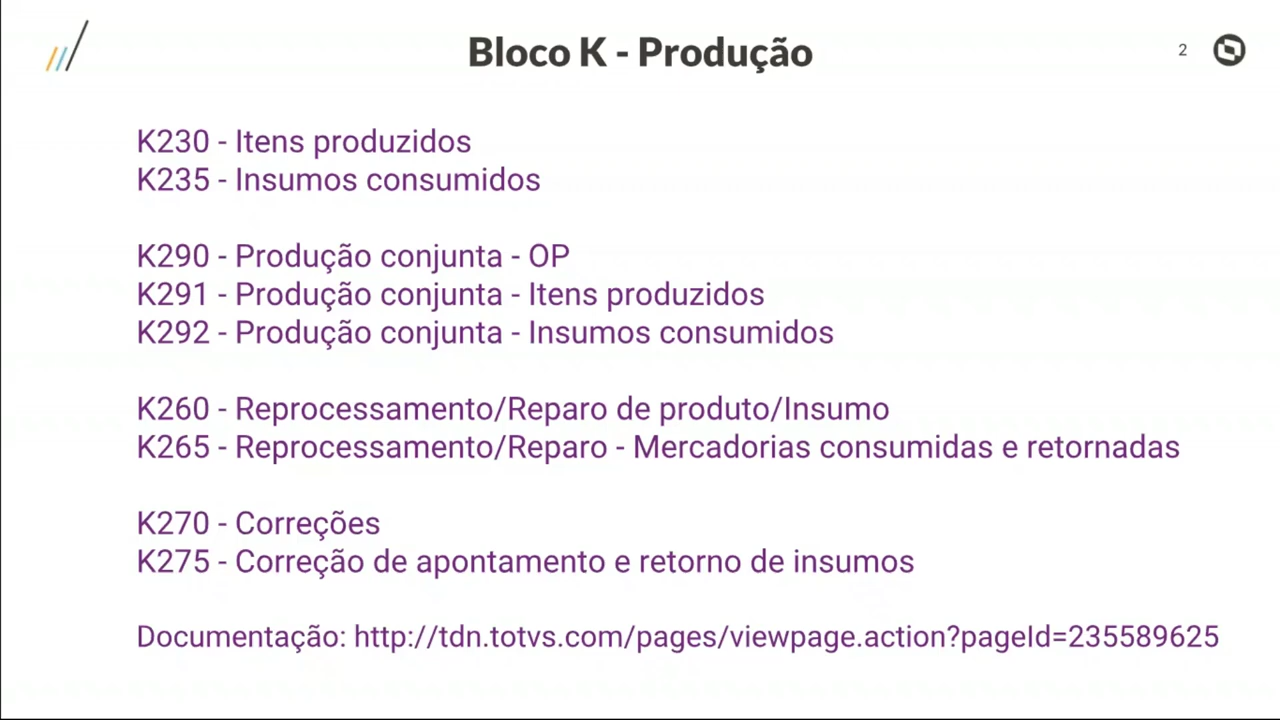 Bloco K - Produção
2
K230 - Itens produzidos
K235 - Insumos consumidos
K290 - Produção conjunta - OP
K291 - Produção conjunta - Itens produzidos
K292 - Produção conjunta - Insumos consumidos
K260 - Reprocessamento/Reparo de produto/Insumo
K265 - Reprocessamento/Reparo - Mercadorias consumidas e retornadas
K270 - Correções
K275 - Correção de apontamento e retorno de insumos
Documentação: http://tdn.totvs.com/pages/viewpage.action?pageId=235589625